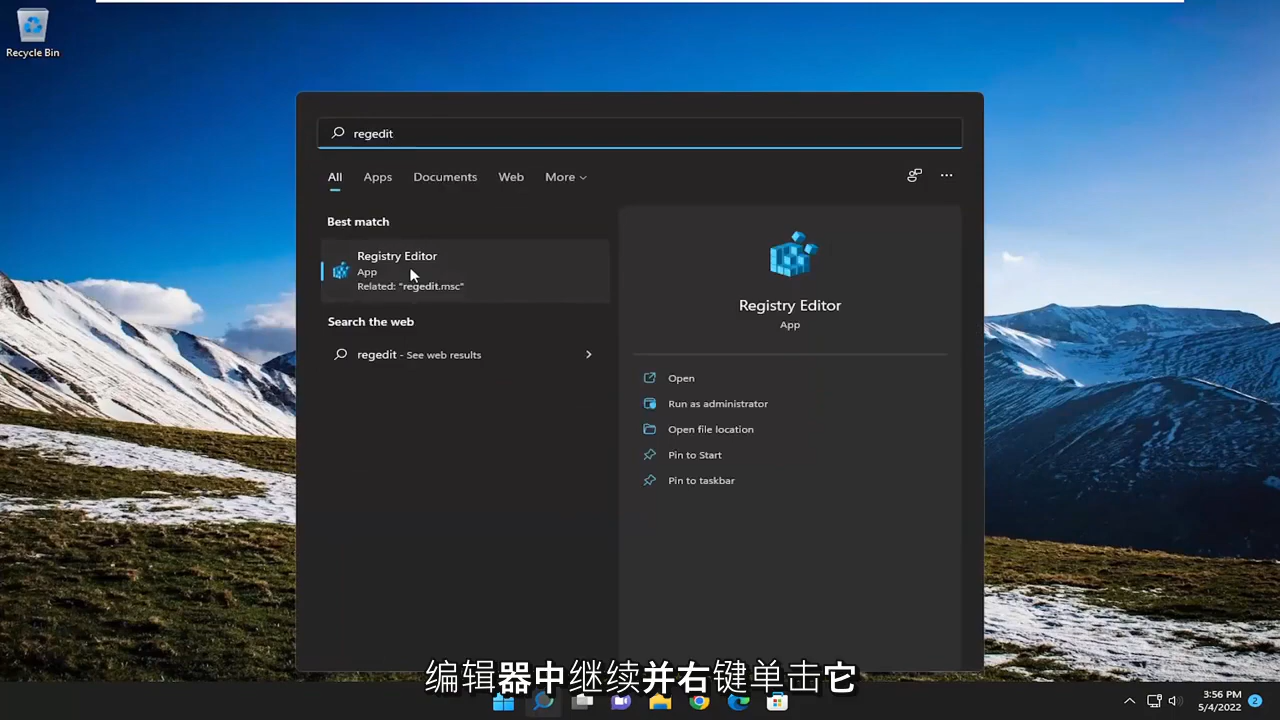 Recycle Bin
regedit
All Apps Documents Web More
Best match
Registry Editor
App
Related: "regedit.msc"
Search the web
regedit - See web results
Registry Editor
App
Open
Run as administrator
Open file location
Pin to Start
Pin to taskbar
编辑器中继续并右键单击它
3:56 PM
5/4/2022
2